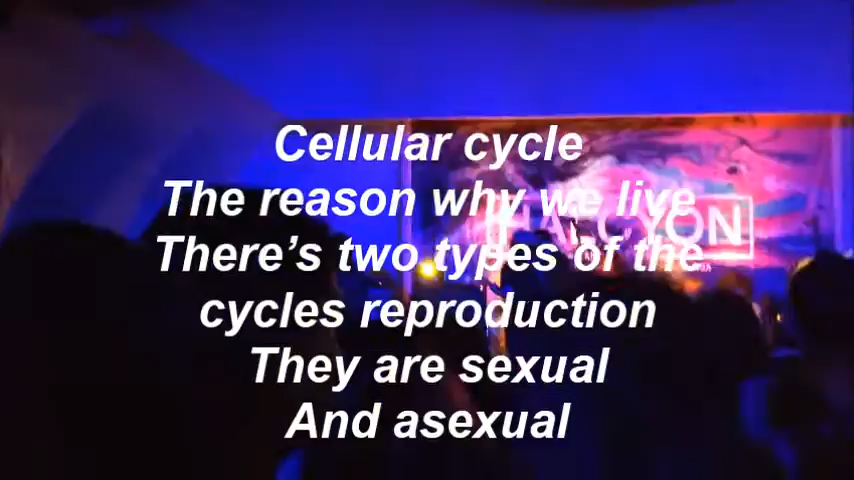 Cellular cycle
The reason why we live
There’s two types of the
cycles reproduction
They are sexual
And asexual
HALCYON